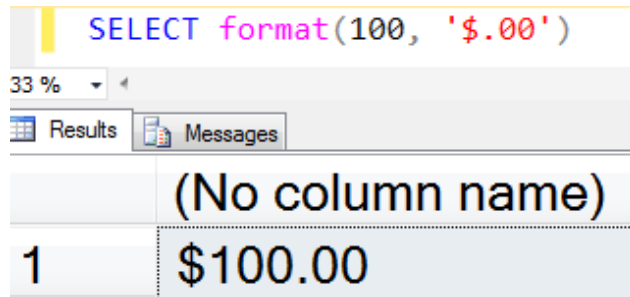 SELECT format(100, '$.00')
33 %
Results Messages
(No column name)
1 $100.00